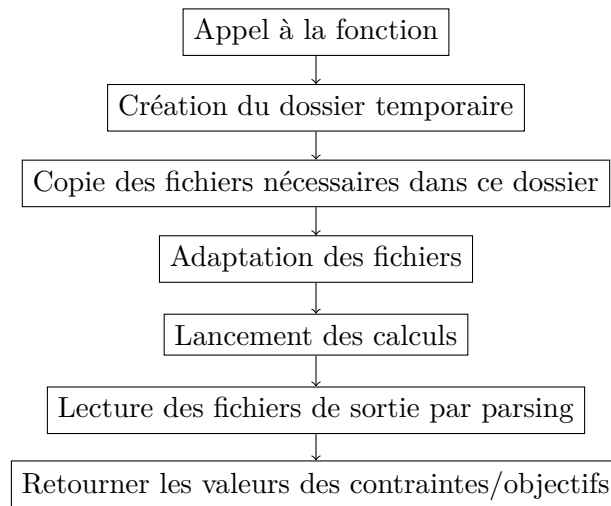 Appel à la fonction
Création du dossier temporaire
Copie des fichiers nécessaires dans ce dossier
Adaptation des fichiers
Lancement des calculs
Lecture des fichiers de sortie par parsing
Retourner les valeurs des contraintes/objectifs